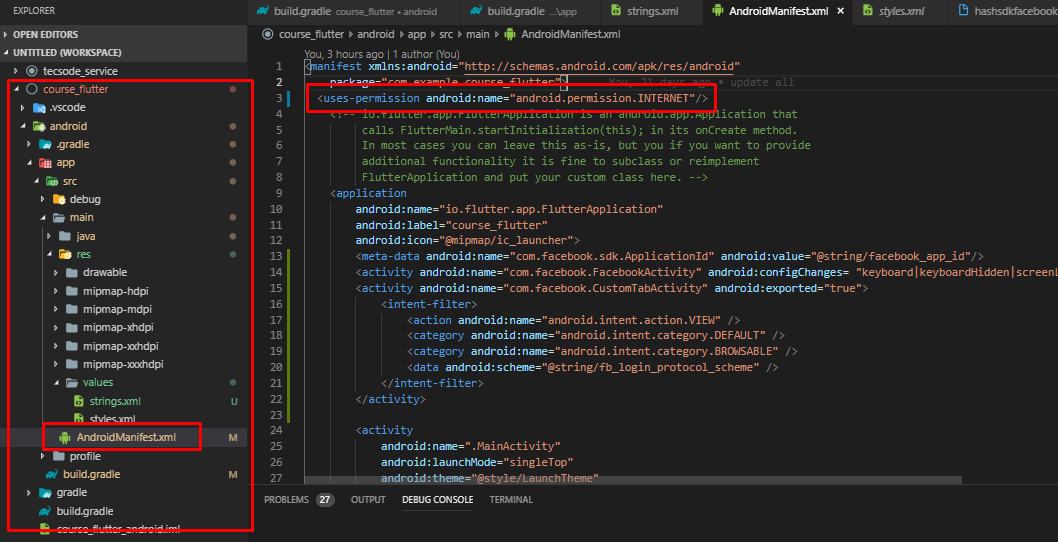 EXPLORER
OPEN EDITORS
UNTITLED (WORKSPACE)
tecsode_service
course_flutter
.vscode
android
.gradle
app
src
debug
main
java
res
drawable
mipmap-hdpi
mipmap-mdpi
mipmap-xhdpi
mipmap-xxhdpi
mipmap-xxxhdpi
values
strings.xml U
styles.xml
AndroidManifest.xml M
profile
build.gradle M
gradle
build.gradle
course_flutter_android.iml
build.gradle course_flutter • android
build.gradle ...\app
strings.xml
AndroidManifest.xml
styles.xml
hashsdkfacebook
course_flutter > android > app > src > main > AndroidManifest.xml
You, 3 hours ago | 1 author (You)
1 <manifest xmlns:android="http://schemas.android.com/apk/res/android"
2 package="com.example.course_flutter"> You, 21 days ago • update all
3 <uses-permission android:name="android.permission.INTERNET"/>
4 <!-- io.flutter.app.FlutterApplication is an android.app.Application that
5 calls FlutterMain.startInitialization(this); in its onCreate method.
6 In most cases you can leave this as-is, but you if you want to provide
7 additional functionality it is fine to subclass or reimplement
8 FlutterApplication and put your custom class here. -->
9 <application
10 android:name="io.flutter.app.FlutterApplication"
11 android:label="course_flutter"
12 android:icon="@mipmap/ic_launcher">
13 <meta-data android:name="com.facebook.sdk.ApplicationId" android:value="@string/facebook_app_id"/>
14 <activity android:name="com.facebook.FacebookActivity" android:configChanges= "keyboard|keyboardHidden|screenL
15 <activity android:name="com.facebook.CustomTabActivity" android:exported="true">
16 <intent-filter>
17 <action android:name="android.intent.action.VIEW" />
18 <category android:name="android.intent.category.DEFAULT" />
19 <category android:name="android.intent.category.BROWSABLE" />
20 <data android:scheme="@string/fb_login_protocol_scheme" />
21 </intent-filter>
22 </activity>
23
24 <activity
25 android:name=".MainActivity"
26 android:launchMode="singleTop"
27 android:theme="@style/LaunchTheme"
PROBLEMS 27 OUTPUT DEBUG CONSOLE TERMINAL